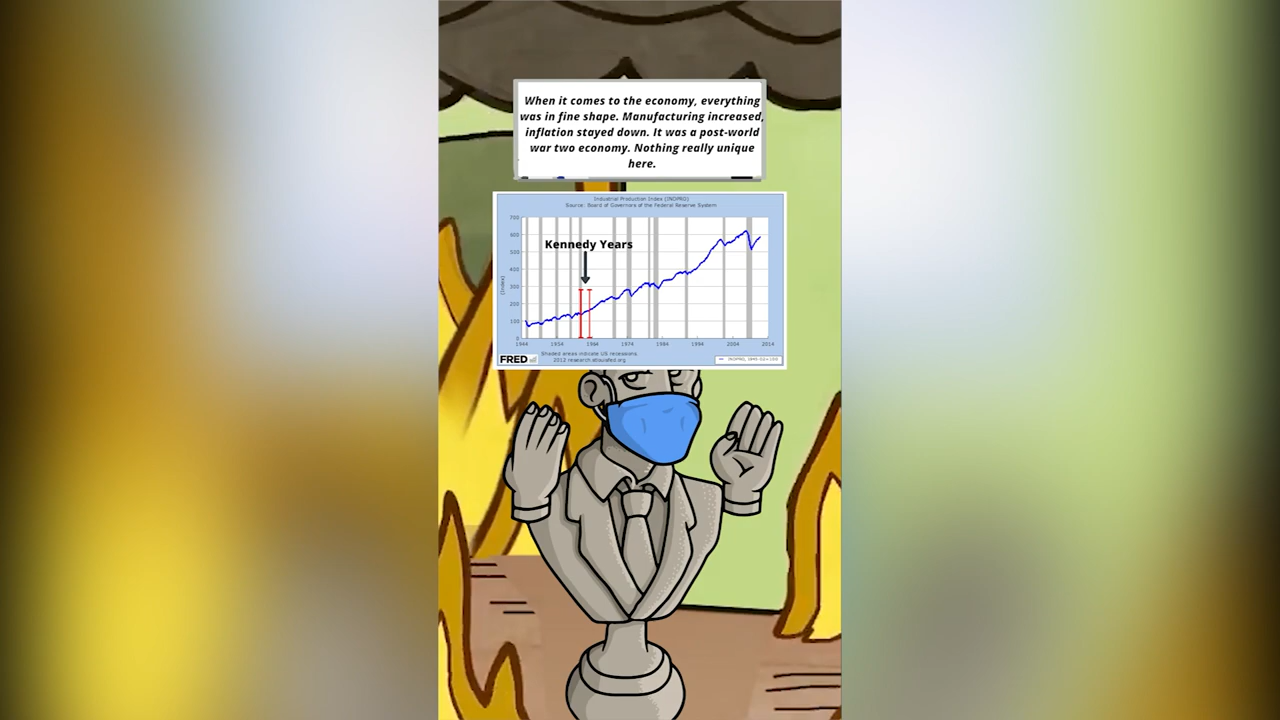 When it comes to the economy, everything
was in fine shape. Manufacturing increased,
inflation stayed down. It was a post-world
war two economy. Nothing really unique
here.
Industrial Production Index (INDPRO)
Source: Board of Governors of the Federal Reserve System
700
600
500
400
300
200
100
0
(Index)
Kennedy Years
1944 1954 1964 1974 1984 1994 2004 2014
FRED
Shaded areas indicate US recessions.
2012 research.stlouisfed.org